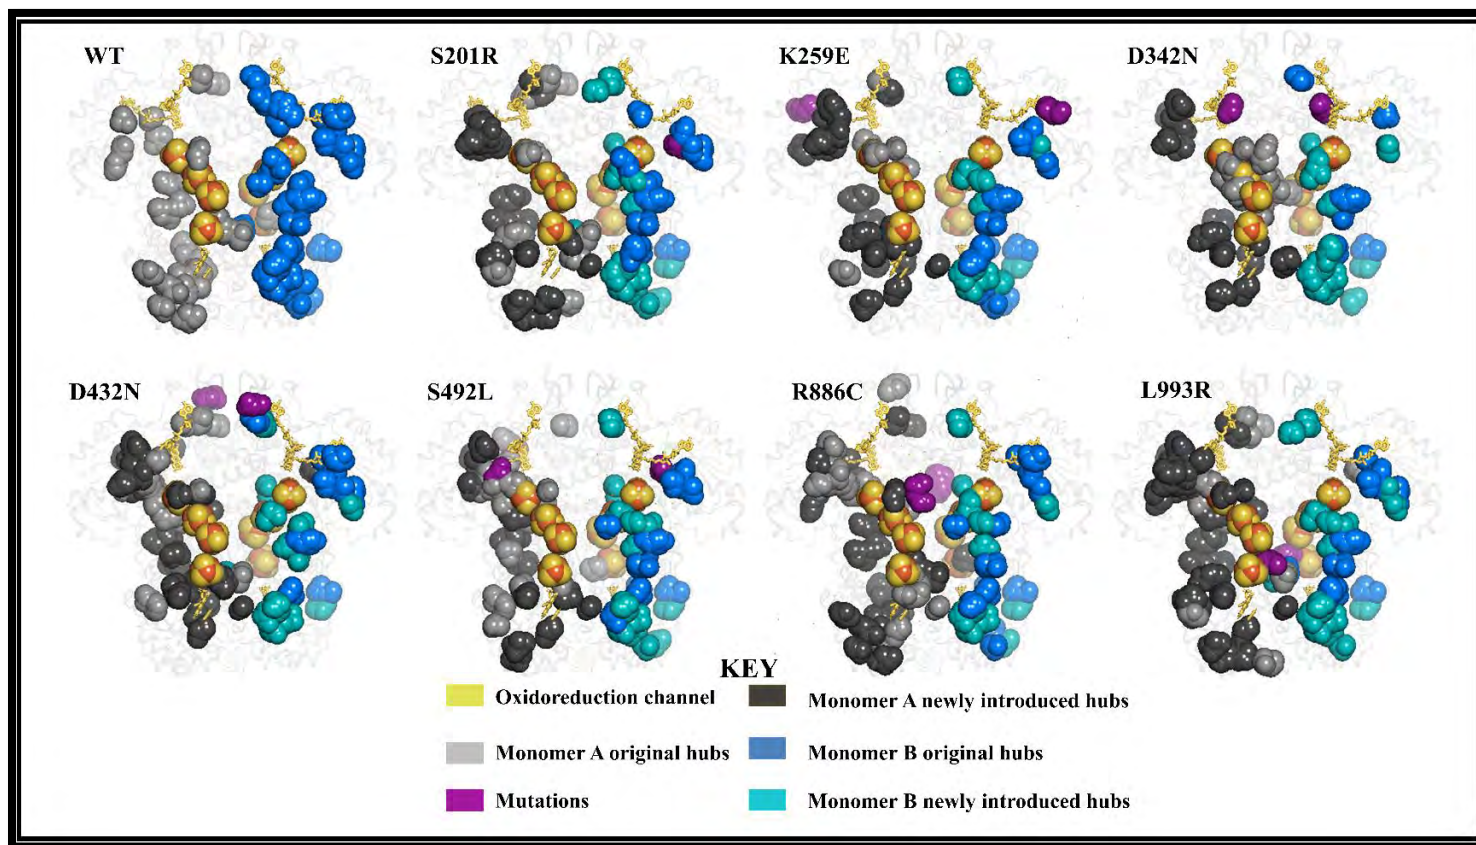 WT
S201R
K259E
D342N
D432N
S492L
R886C
L993R
KEY
Oxidoreduction channel
Monomer A newly introduced hubs
Monomer A original hubs
Monomer B original hubs
Mutations
Monomer B newly introduced hubs